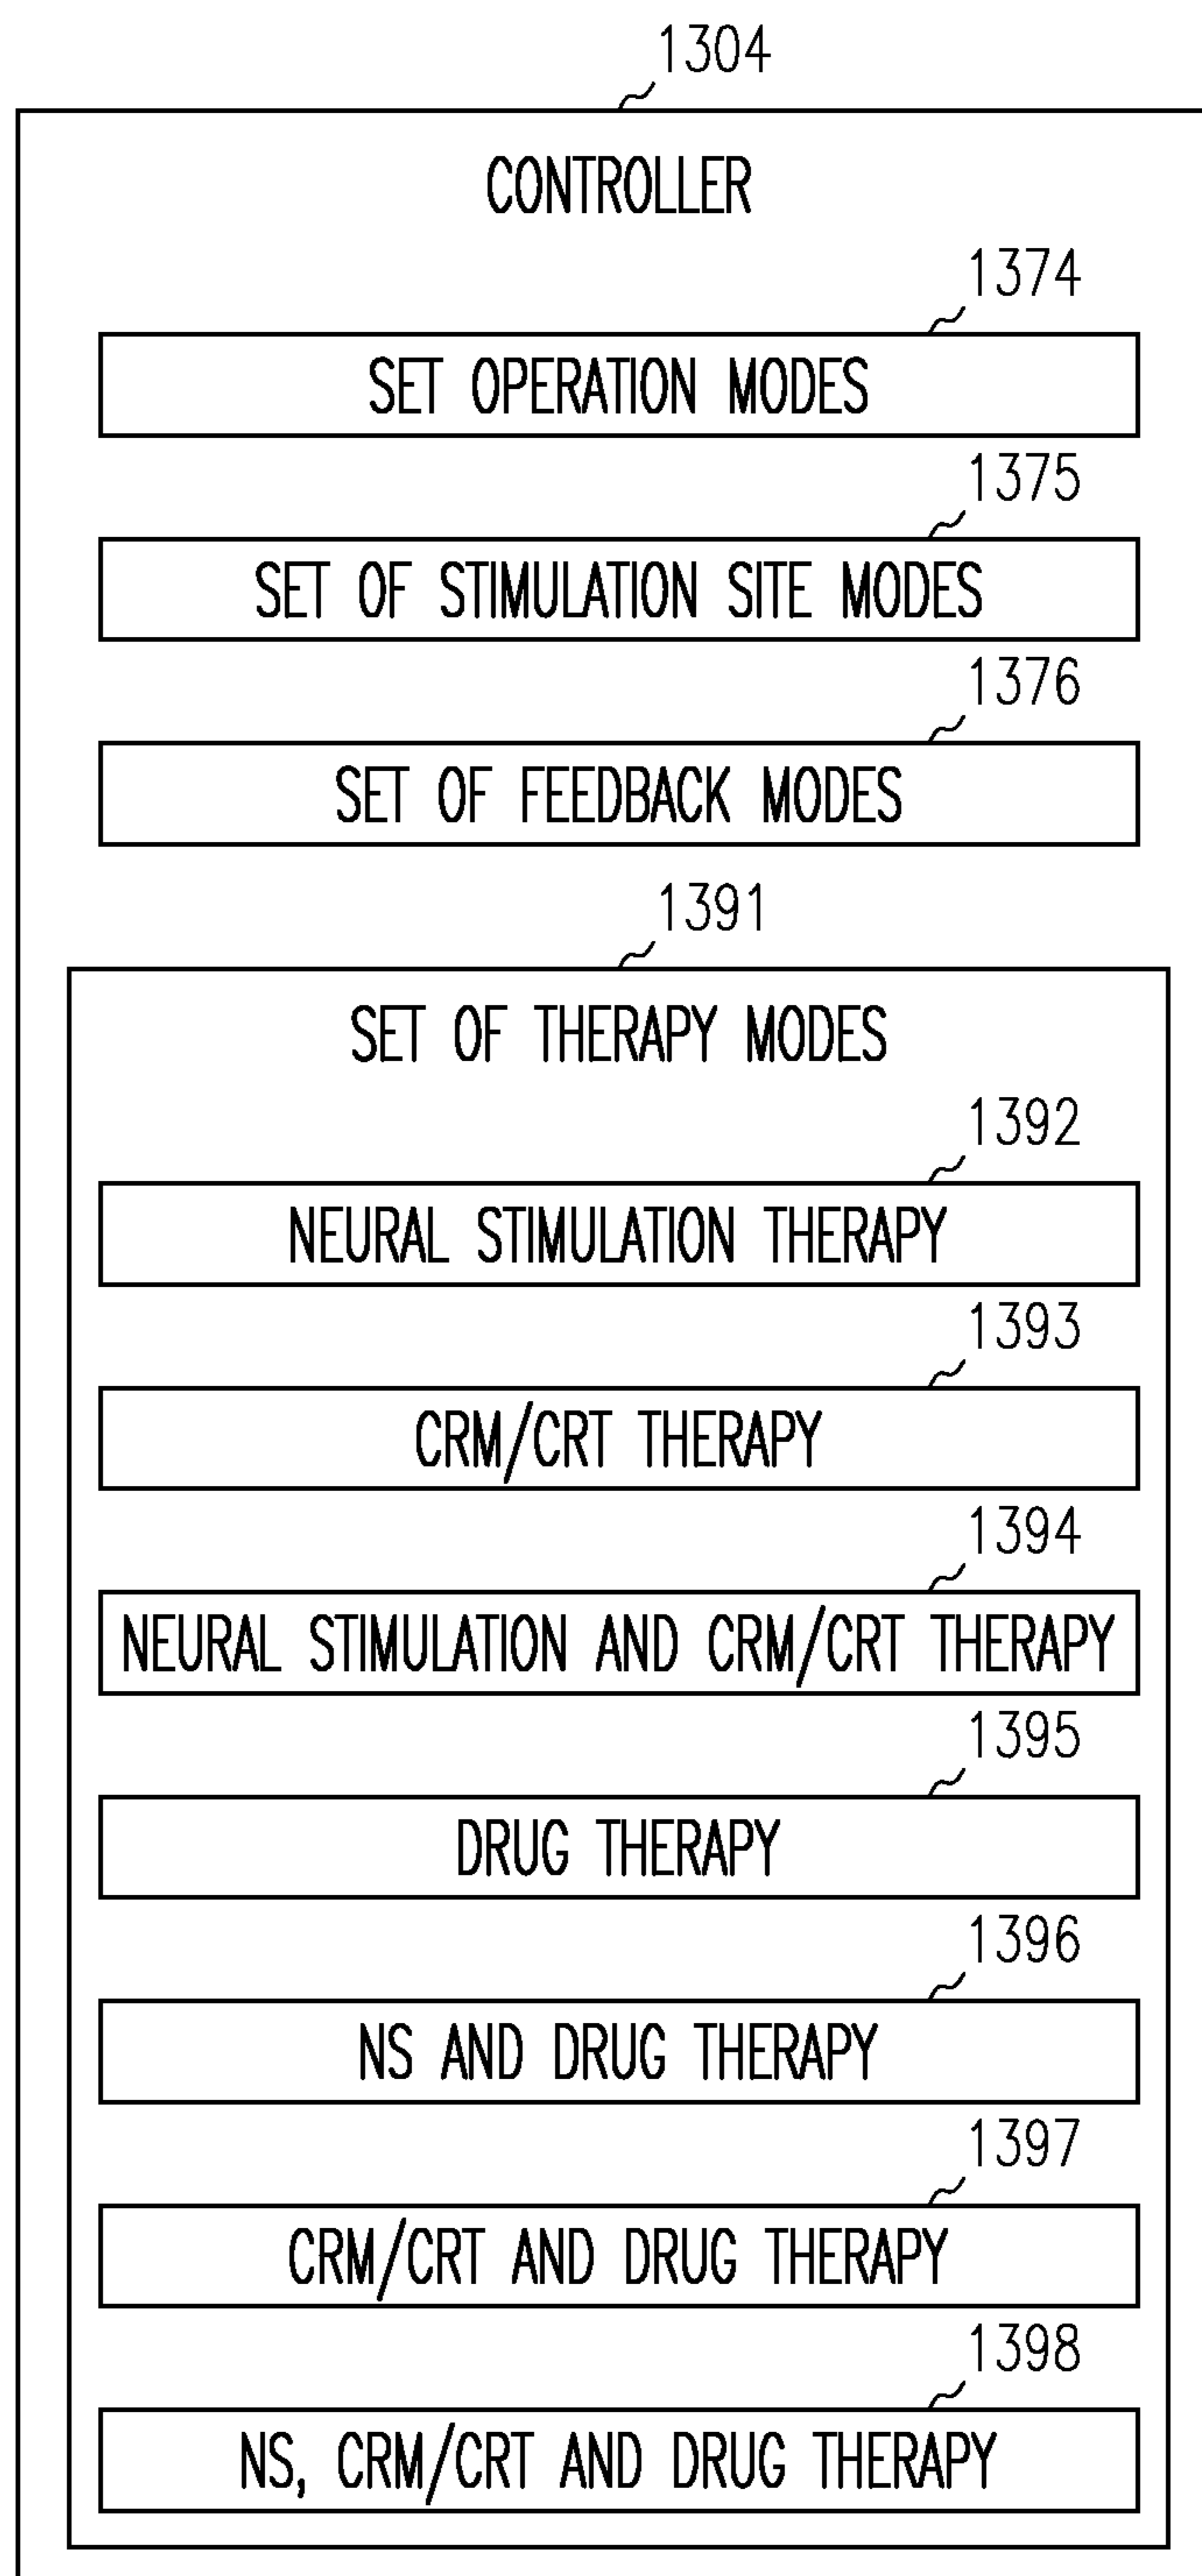 1304
CONTROLLER
1374
SET OPERATION MODES
1375
SET OF STIMULATION SITE MODES
1376
SET OF FEEDBACK MODES
1391
SET OF THERAPY MODES
1392
NEURAL STIMULATION THERAPY
1393
CRM/CRT THERAPY
1394
NEURAL STIMULATION AND CRM/CRT THERAPY
1395
DRUG THERAPY
1396
NS AND DRUG THERAPY
1397
CRM/CRT AND DRUG THERAPY
1398
NS, CRM/CRT AND DRUG THERAPY